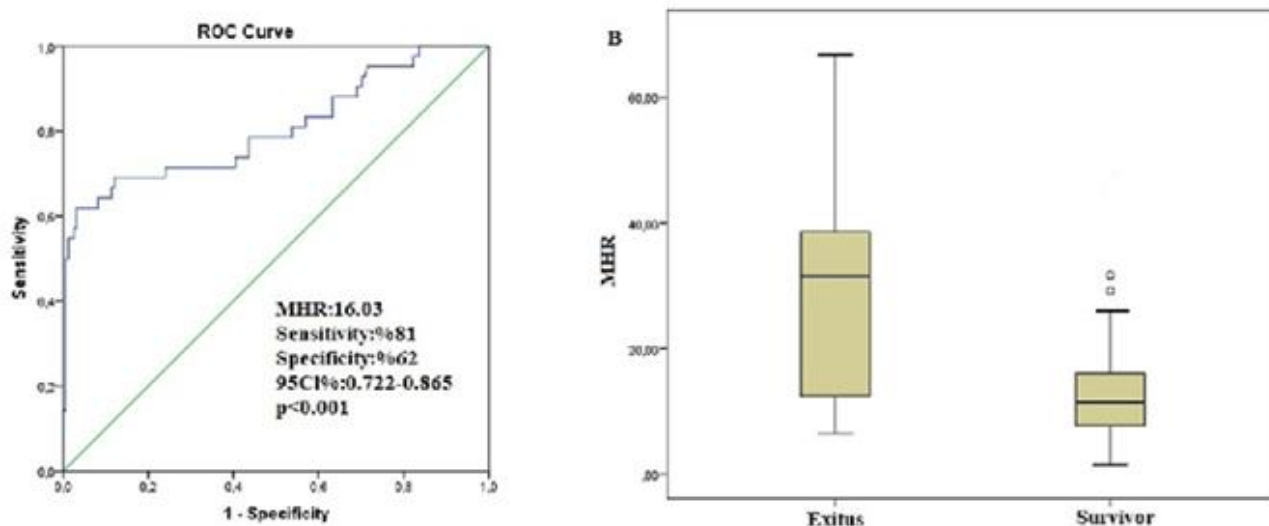 ROC Curve
1,0
0,8
0,6
0,4
0,2
0,0
Sensitivity
0,0 0,2 0,4 0,6 0,8 1,0
1 - Specificity
MHR:16.03
Sensitivity:%81
Specificity:%62
95CI%:0.722-0.865
p<0.001
B
MHR
60,00
40,00
20,00
,00
Exitus Survivor